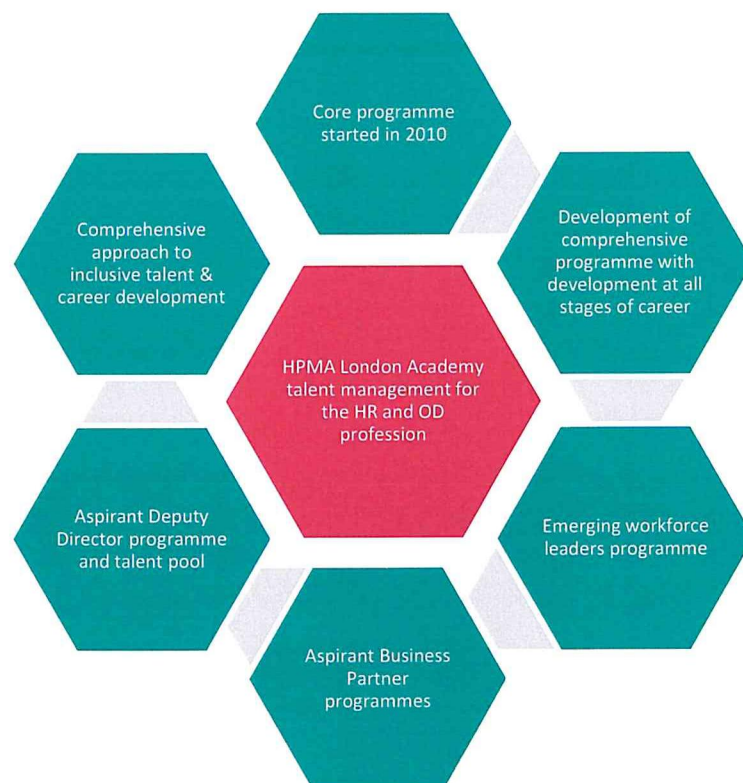 Core programme
started in 2010
Development of
comprehensive
programme with
development at all
stages of career
Emerging workforce
leaders programme
Aspirant Business
Partner
programmes
Aspirant Deputy
Director programme
and talent pool
Comprehensive
approach to
inclusive talent &
career development
HPMA London Academy
talent management for
the HR and OD
profession